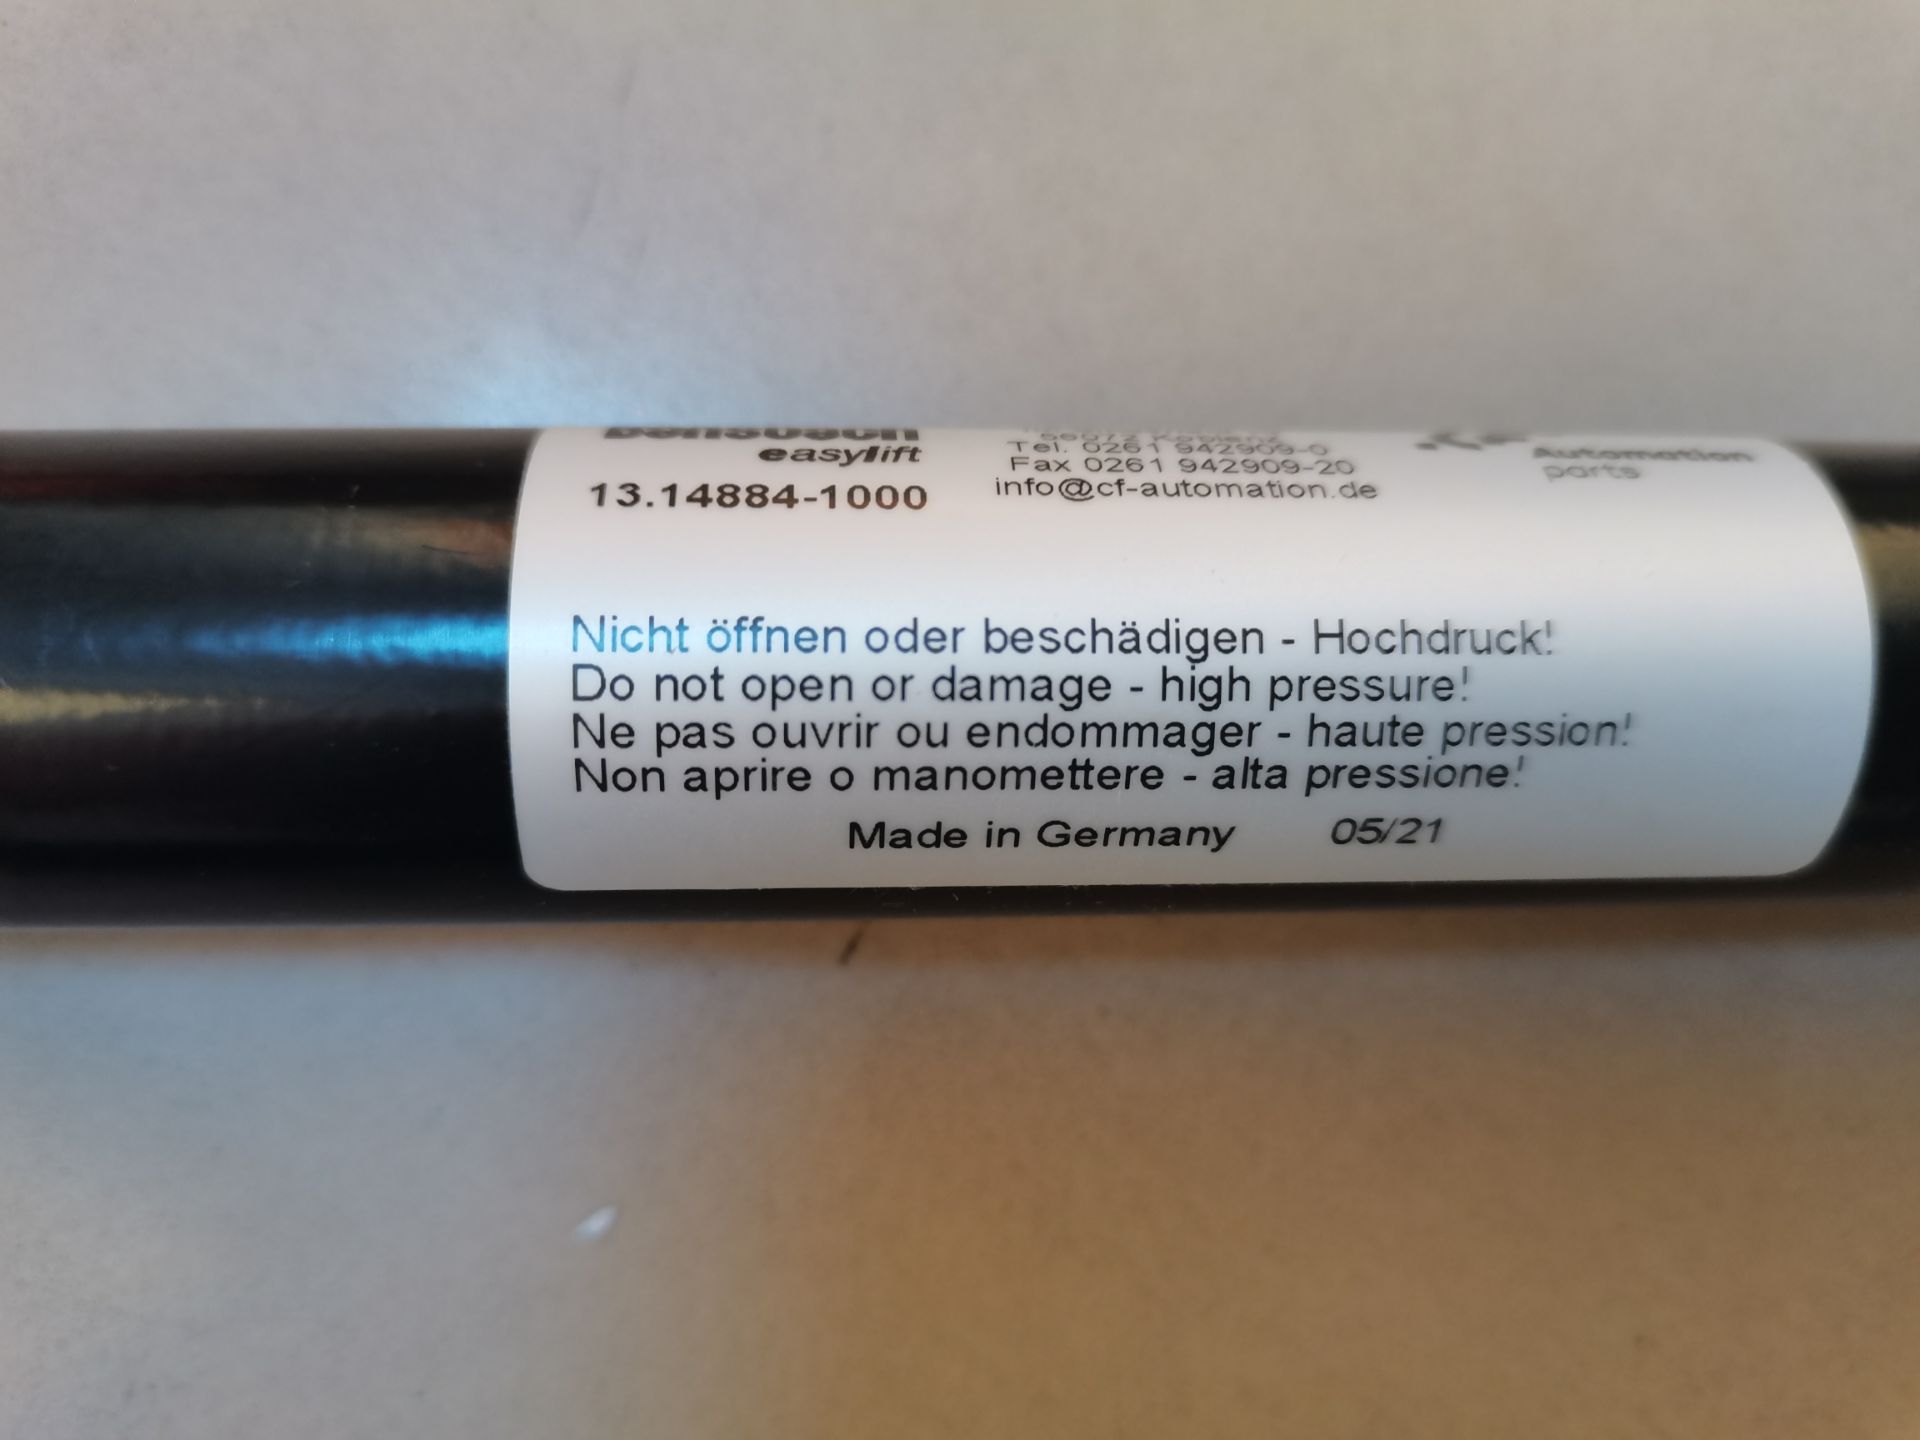 easylift
13.14884-1000
Tel. 0261 942909-0
Fax 0261 942909-20
info@cf-automation.de
Automation
parts
Nicht öffnen oder beschädigen - Hochdruck!
Do not open or damage - high pressure!
Ne pas ouvrir ou endommager - haute pression!
Non aprire o manomettere - alta pressione!
Made in Germany 05/21